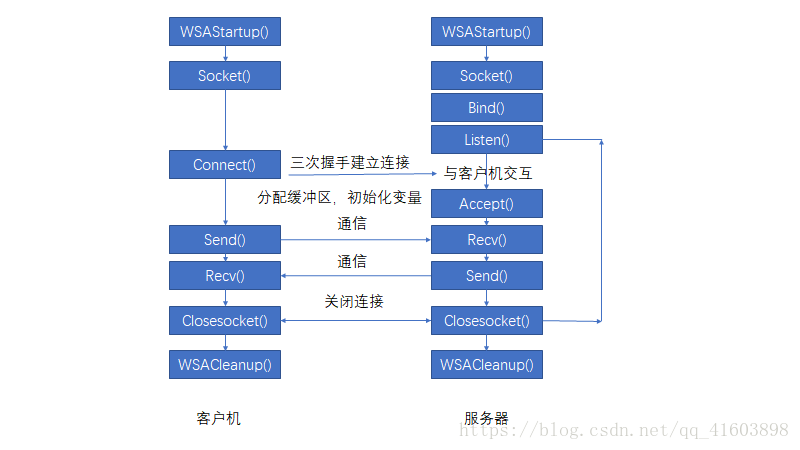 WSAStartup()
WSAStartup()
Socket()
Socket()
Bind()
Listen()
Connect()
三次握手建立连接
与客户机交互
分配缓冲区，初始化变量
Accept()
通信
Send()
Recv()
通信
Recv()
Send()
关闭连接
Closesocket()
Closesocket()
WSACleanup()
WSACleanup()
客户机
服务器
https://blog.csdn.net/qq_41603898